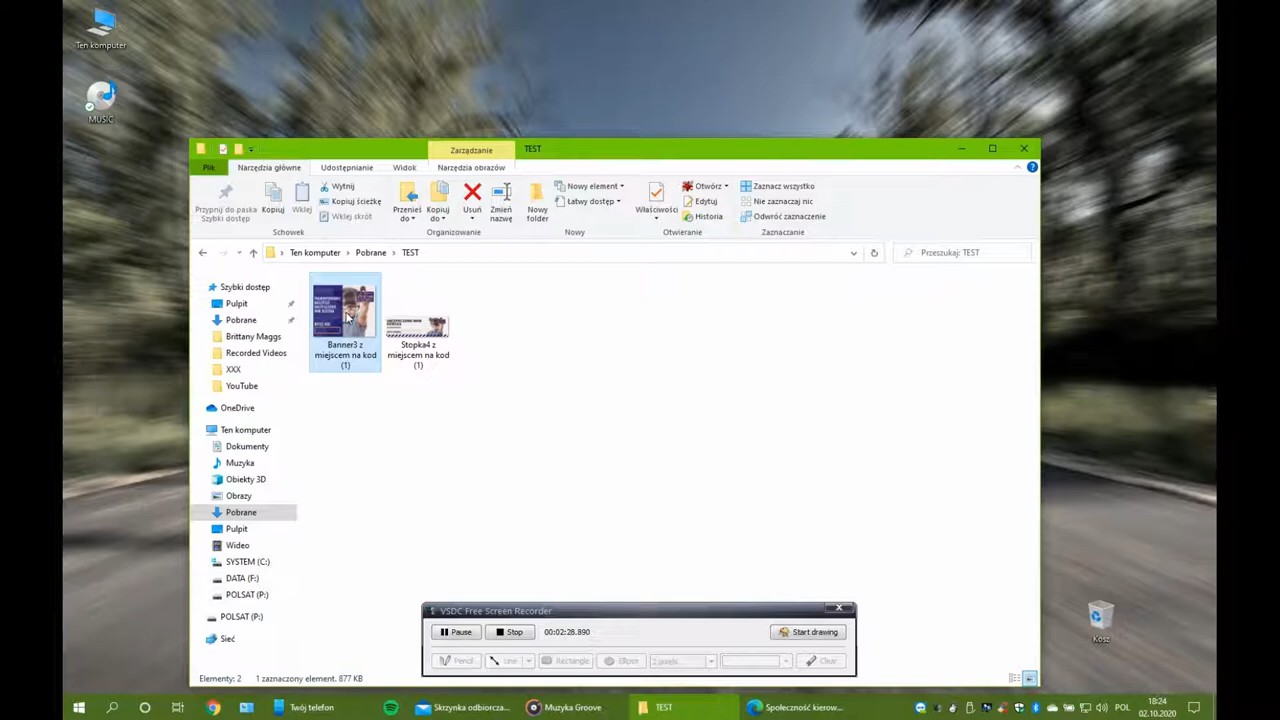 Ten komputer
MUSIC
Zarządzanie
TEST
Plik
Narzędzia główne
Udostępnianie
Widok
Narzędzia obrazów
Przypnij do paska
Szybki dostęp
Kopiuj
Wklej
Wytnij
Kopiuj ścieżkę
Wklej skrót
Schowek
Przenieś
do
Kopiuj
do
Usuń
Zmień
nazwę
Organizowanie
Nowy
folder
Nowy element
Łatwy dostęp
Nowy
Właściwości
Otwórz
Edytuj
Historia
Otwieranie
Zaznacz wszystko
Nie zaznaczaj nic
Odwróć zaznaczenie
Zaznaczanie
Ten komputer
Pobrane
TEST
Przeszukaj: TEST
Szybki dostęp
Pulpit
Pobrane
Brittany Maggs
Recorded Videos
XXX
YouTube
OneDrive
Ten komputer
Dokumenty
Muzyka
Obiekty 3D
Obrazy
Pobrane
Pulpit
Wideo
SYSTEM (C:)
DATA (F:)
POLSAT (P:)
POLSAT (P:)
Sieć
Banner3 z
miejscem na kod
(1)
Stopka4 z
miejscem na kod
(1)
VSDC Free Screen Recorder
Pause
Stop
00:02:28.890
Start drawing
Pencil
Line
Rectangle
Ellipse
2 pixels
Clear
Kosz
Elementy: 2
1 zaznaczony element. 877 KB
Twój telefon
Skrzynka odbiorcza...
Muzyka Groove
TEST
Społeczność kierow...
POL
18:24
02.10.2020